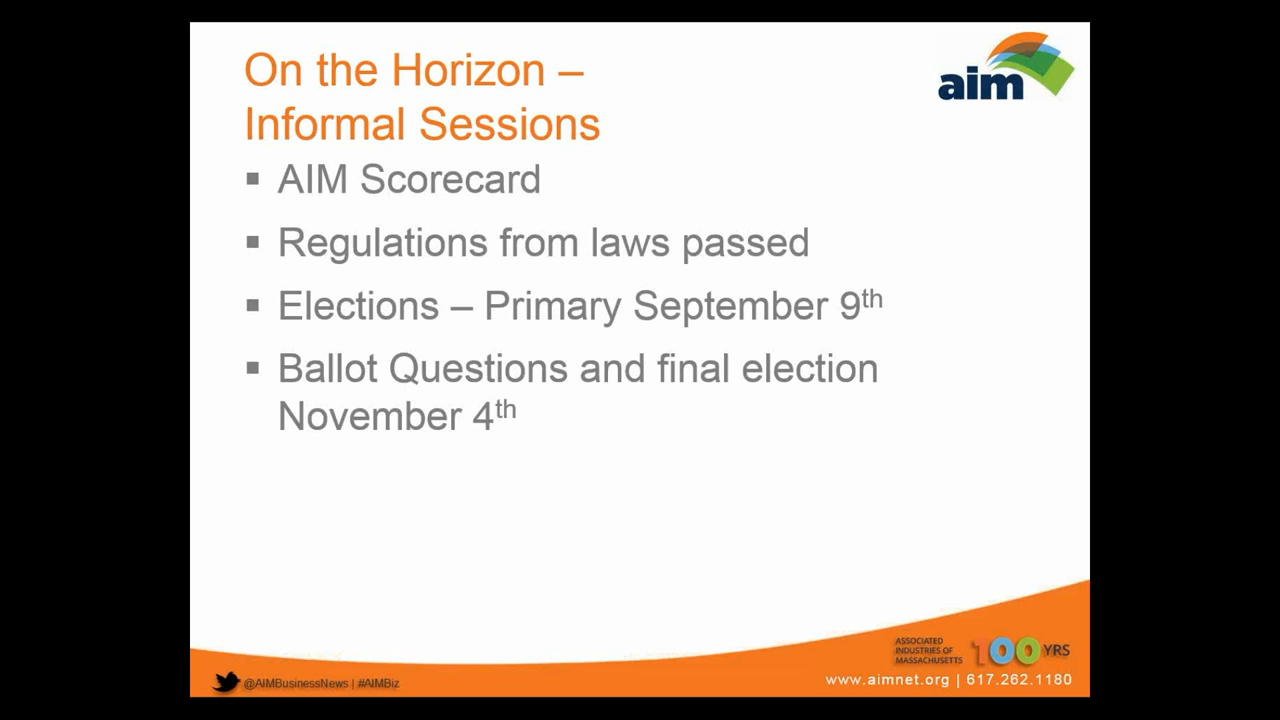 On the Horizon –
Informal Sessions
aim
▪ AIM Scorecard
▪ Regulations from laws passed
▪ Elections – Primary September 9th
▪ Ballot Questions and final election
November 4th
ASSOCIATED
INDUSTRIES OF
MASSACHUSETTS
100 YRS
@AIMBusinessNews | #AIMBiz
www.aimnet.org | 617.262.1180